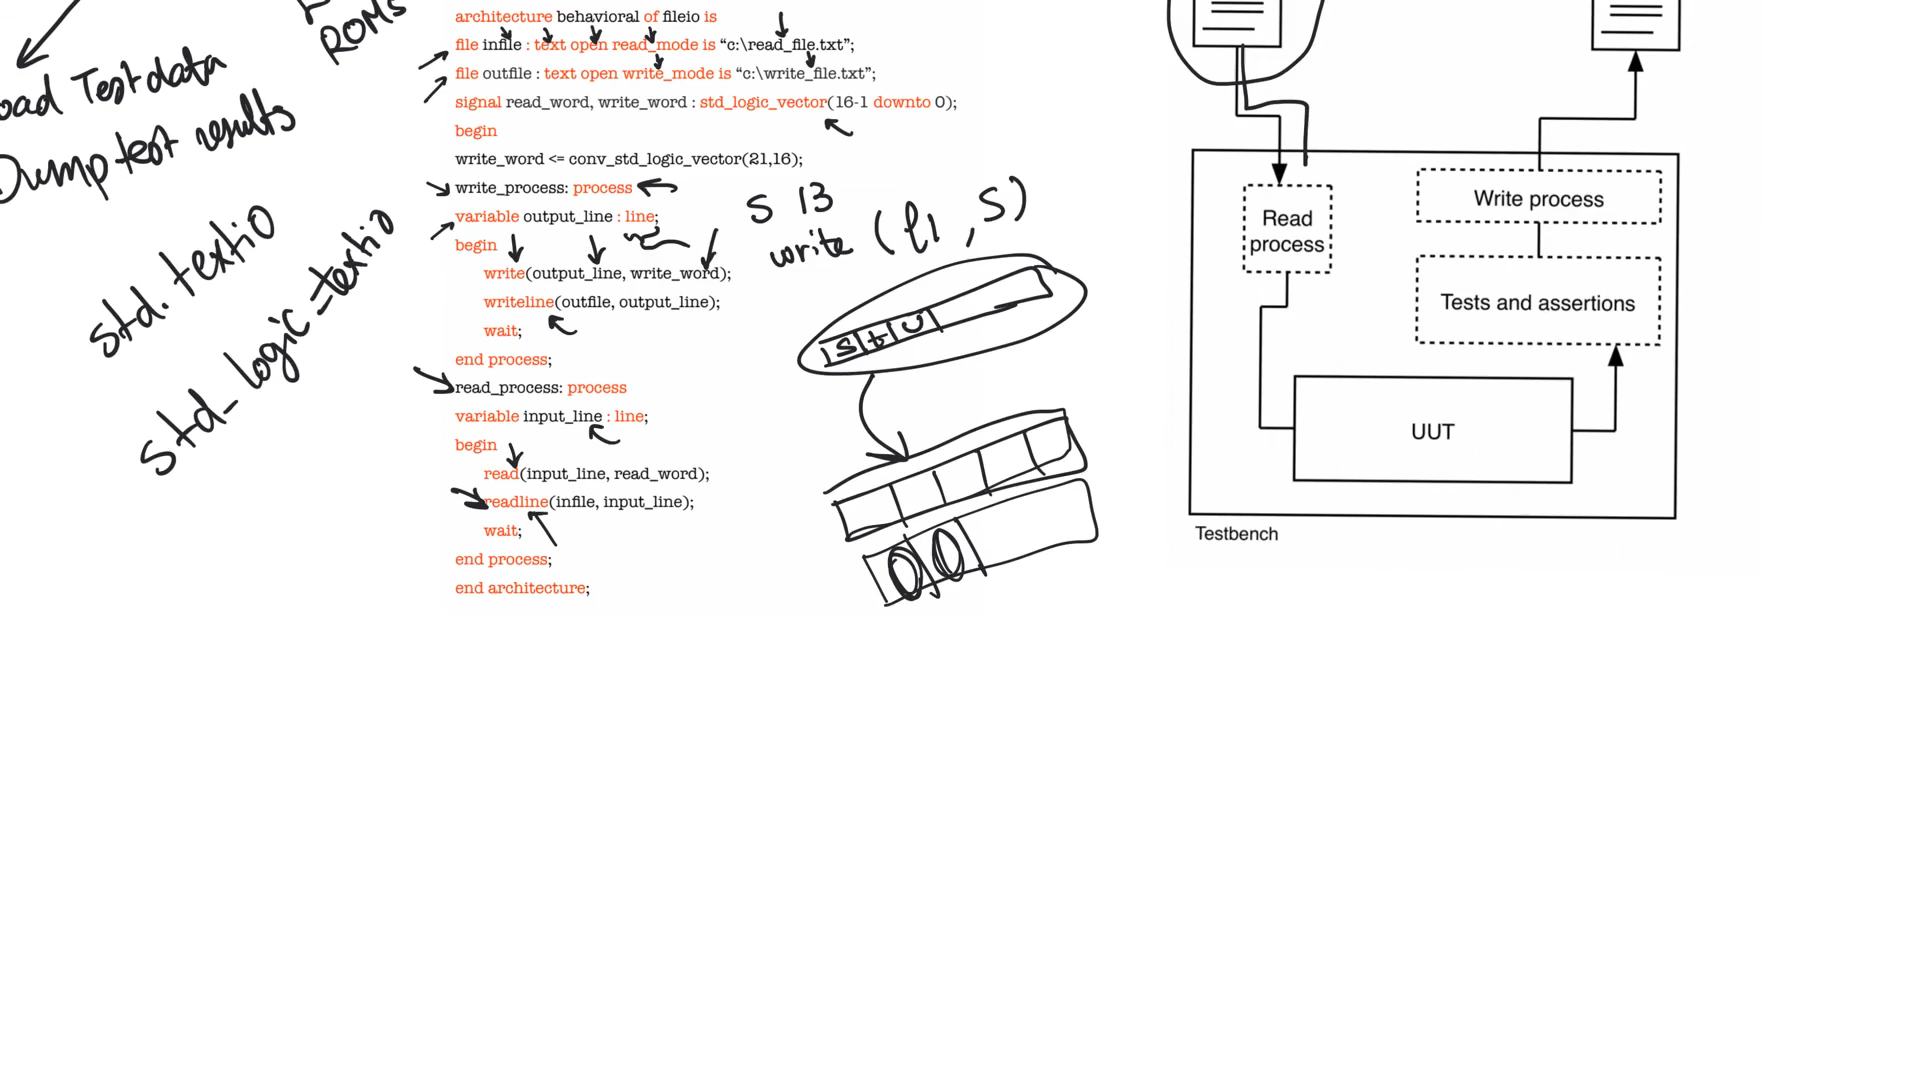 ROMs
oad Test data
Dump test results
std.textio
std_logic_textio
architecture behavioral of fileio is
file infile : text open read_mode is “c:\read_file.txt”;
file outfile : text open write_mode is “c:\write_file.txt”;
signal read_word, write_word : std_logic_vector(16-1 downto 0);
begin
write_word <= conv_std_logic_vector(21,16);
write_process: process
variable output_line : line;
begin
write(output_line, write_word);
writeline(outfile, output_line);
wait;
end process;
read_process: process
variable input_line : line;
begin
read(input_line, read_word);
readline(infile, input_line);
wait;
end process;
end architecture;
S 13
write (l1, S)
S t U
0 0
Read
process
Write process
Tests and assertions
UUT
Testbench